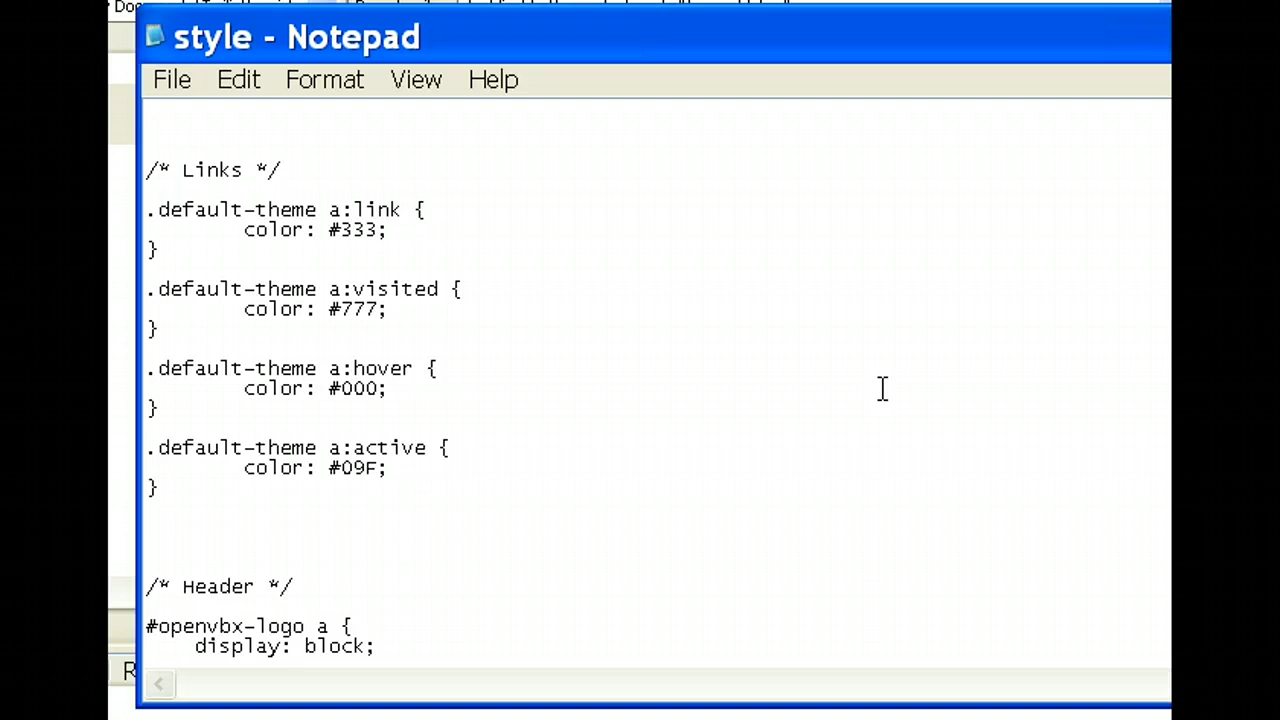 style - Notepad
File Edit Format View Help
/* Links */
.default-theme a:link {
color: #333;
}
.default-theme a:visited {
color: #777;
}
.default-theme a:hover {
color: #000;
}
.default-theme a:active {
color: #09F;
}
/* Header */
#openvbx-logo a {
display: block;
R